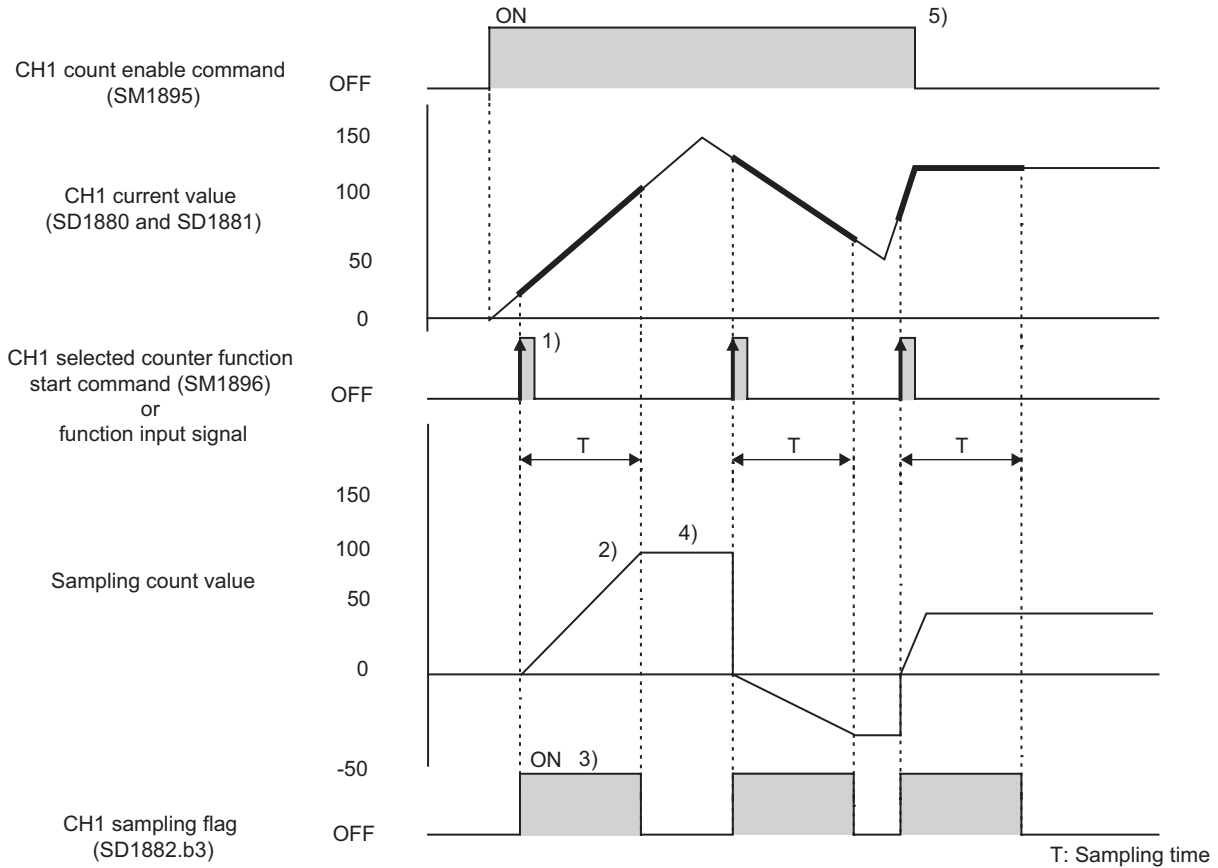 ON
5)
CH1 count enable command
(SM1895)
OFF
150
100
50
0
CH1 current value
(SD1880 and SD1881)
CH1 selected counter function
start command (SM1896)
or
function input signal
1)
OFF
T
T
T
150
100
50
0
-50
Sampling count value
2)
4)
ON
3)
CH1 sampling flag
(SD1882.b3)
OFF
T: Sampling time